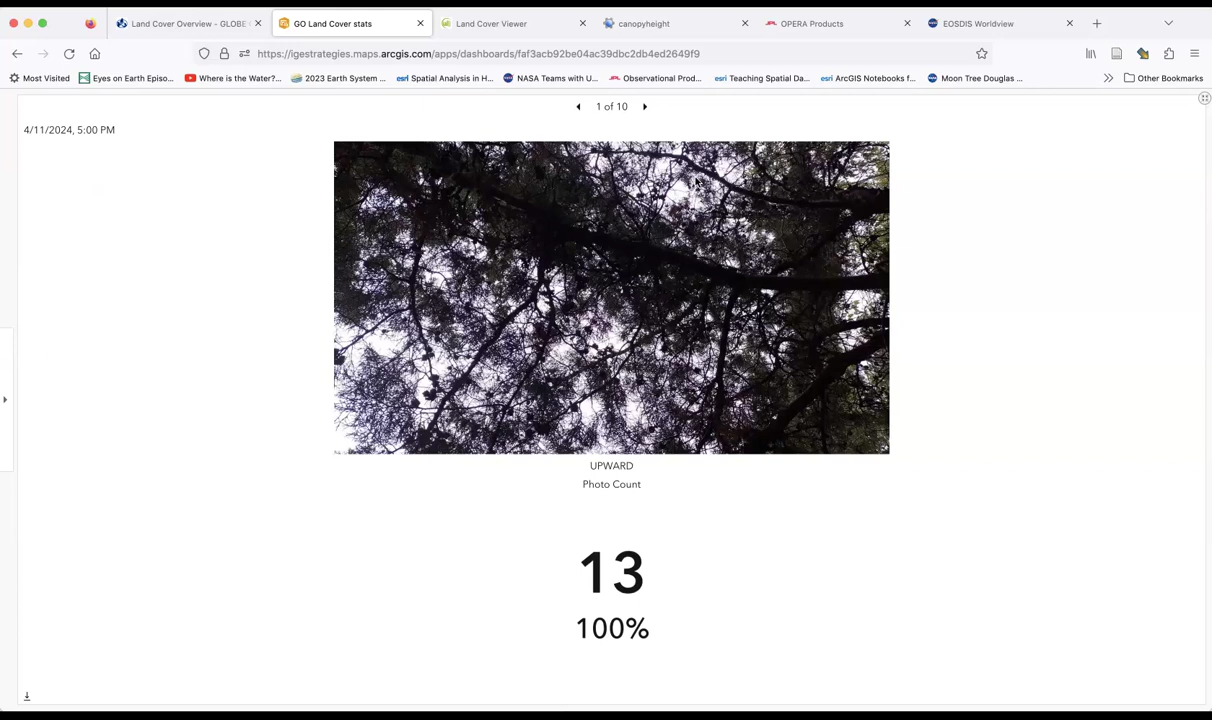 Land Cover Overview - GLOBE
GO Land Cover stats
Land Cover Viewer
canopyheight
OPERA Products
EOSDIS Worldview
https://igestrategies.maps.arcgis.com/apps/dashboards/faf3acb92be04ac39dbc2db4ed2649f9
Most Visited
Eyes on Earth Episo...
Where is the Water?...
2023 Earth System ...
esri Spatial Analysis in H...
NASA Teams with U...
Observational Prod...
esri Teaching Spatial Da...
esri ArcGIS Notebooks f...
Moon Tree Douglas ...
Other Bookmarks
1 of 10
4/11/2024, 5:00 PM
UPWARD
Photo Count
13
100%